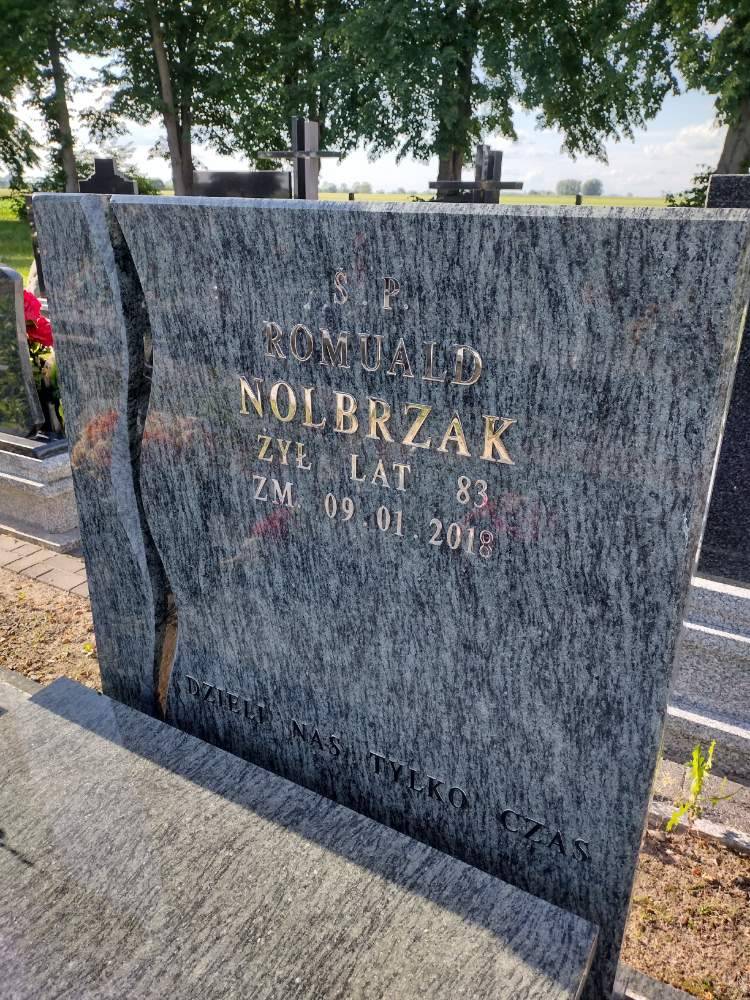 Ś. P.
ROMUALD
NOLBRZAK
ŻYŁ LAT 83
ZM. 09.01.2018
DZIELI NAS TYLKO CZAS